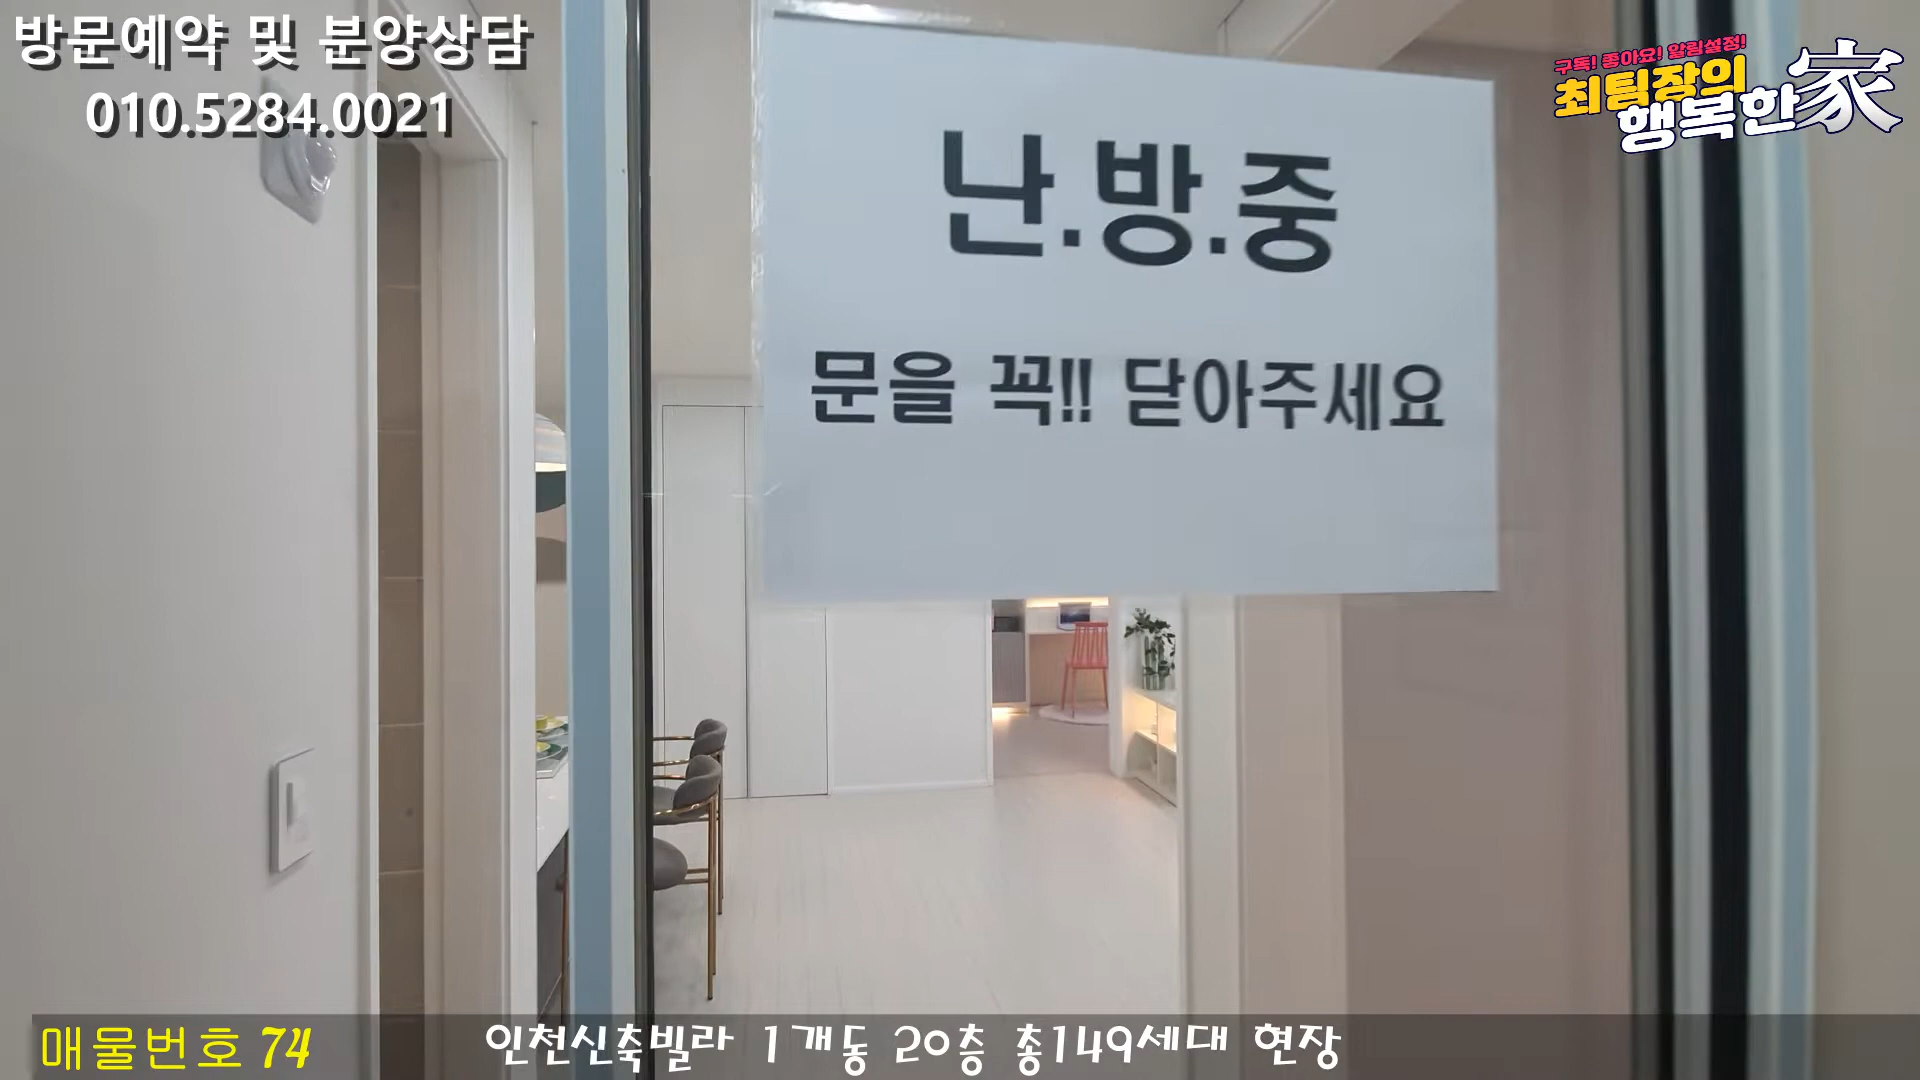 방문예약 및 분양상담
010.5284.0021
구독! 좋아요! 알림설정!
최팀장의
행복한家
난.방.중
문을 꼭!! 닫아주세요
매물번호 74
인천신축빌라 1개동 20층 총149세대 현장